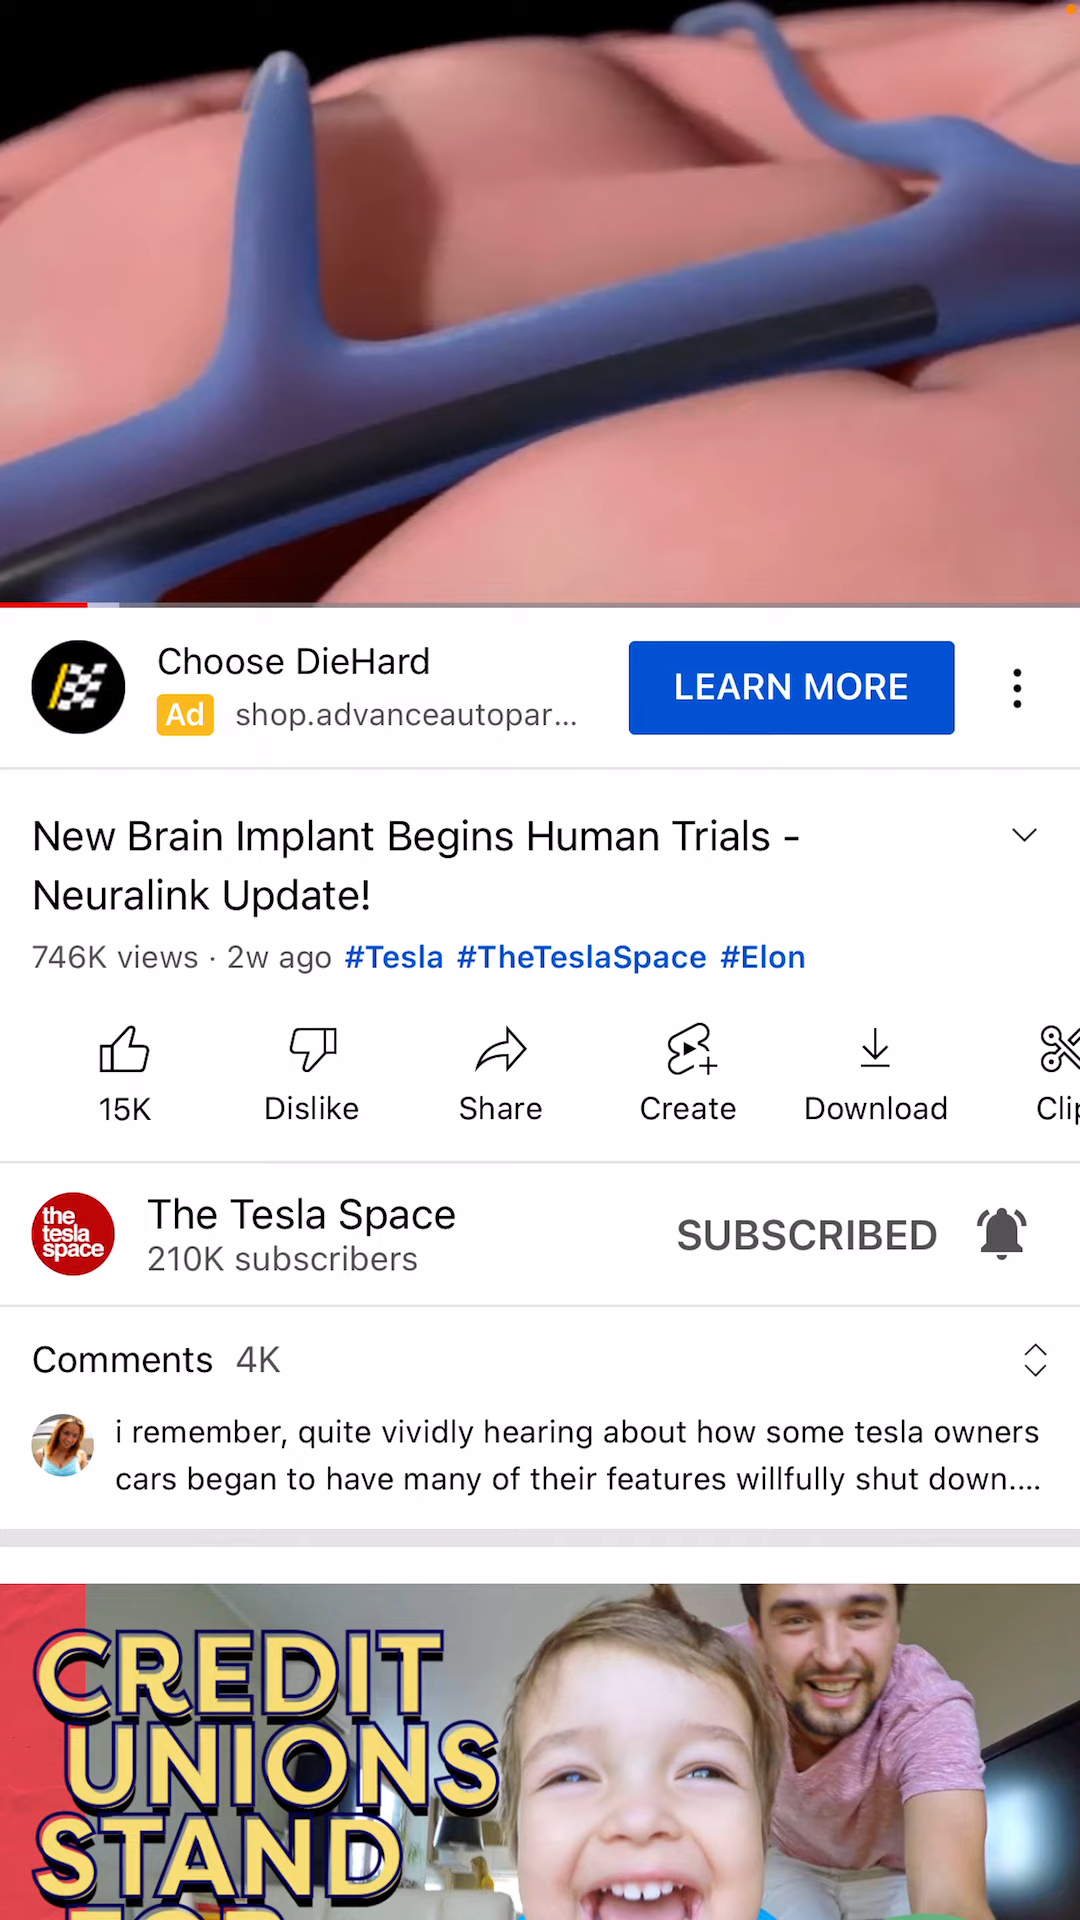 Choose DieHard
LEARN MORE
Ad shop.advanceautopar...
New Brain Implant Begins Human Trials -
Neuralink Update!
746K views · 2w ago #Tesla #TheTeslaSpace #Elon
15K
Dislike
Share
Create
Download
Clip
the
tesla
space
The Tesla Space
210K subscribers
SUBSCRIBED
Comments 4K
i remember, quite vividly hearing about how some tesla owners
cars began to have many of their features willfully shut down....
CREDIT
UNIONS
STAND
FOR